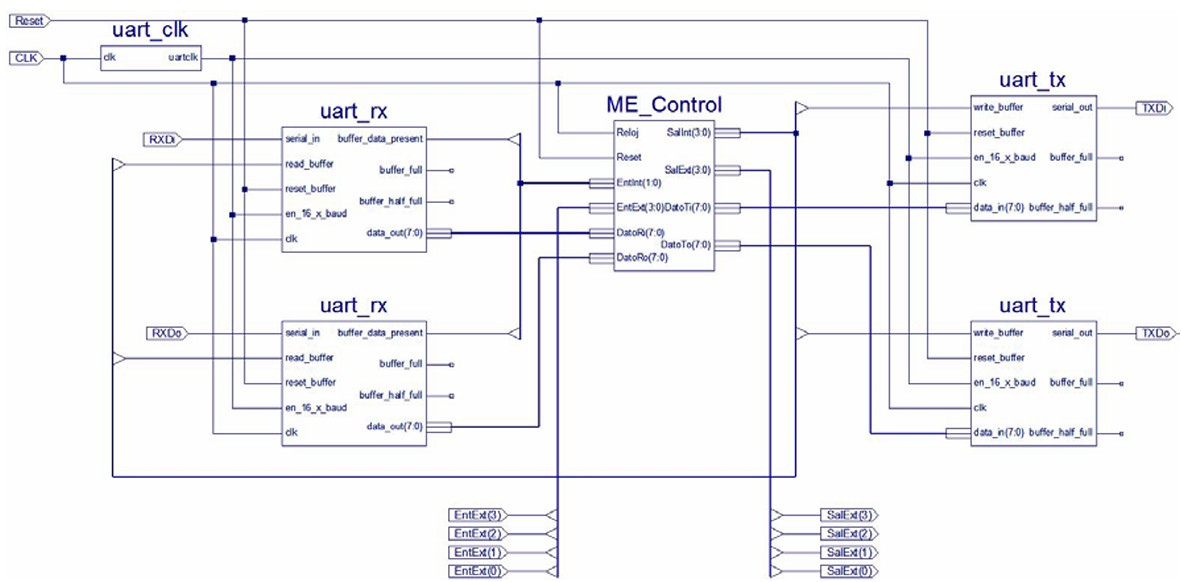 Reset
uart_clk
CLK
clk uartclk
uart_rx
RXDi
serial_in buffer_data_present
read_buffer
buffer_full
reset_buffer
buffer_half_full
en_16_x_baud
data_out(7:0)
clk
uart_rx
RXDo
serial_in buffer_data_present
read_buffer
buffer_full
reset_buffer
buffer_half_full
en_16_x_baud
data_out(7:0)
clk
ME_Control
Reloj SalInt(3:0)
Reset
SalExt(3:0)
EntInt(1:0)
EntExt(3:0) DatoTi(7:0)
DatoRi(7:0)
DatoTo(7:0)
DatoRo(7:0)
uart_tx
write_buffer serial_out
TXDi
reset_buffer
en_16_x_baud buffer_full
clk
data_in(7:0) buffer_half_full
uart_tx
write_buffer serial_out
TXDo
reset_buffer
en_16_x_baud buffer_full
clk
data_in(7:0) buffer_half_full
EntExt(3)
EntExt(2)
EntExt(1)
EntExt(0)
SalExt(3)
SalExt(2)
SalExt(1)
SalExt(0)